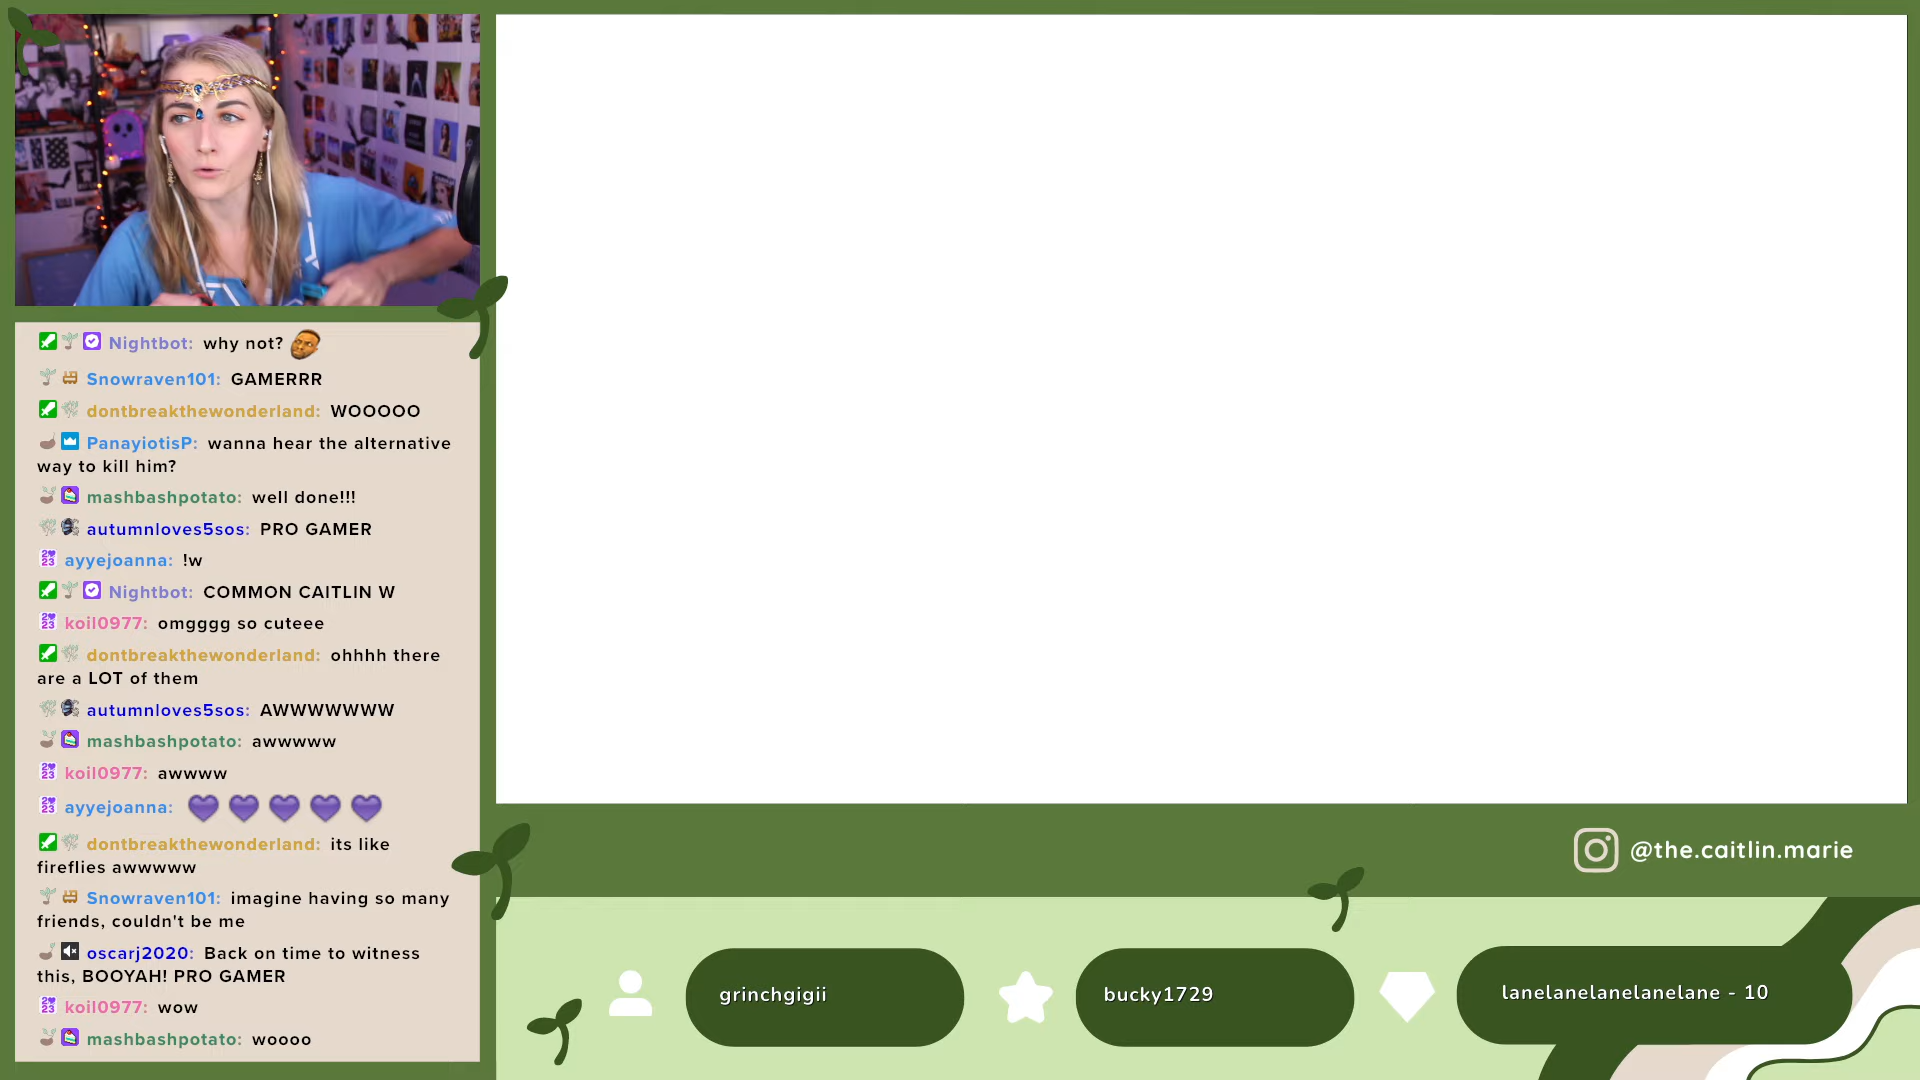 Nightbot: why not?
Snowraven101: GAMERRR
dontbreakthewonderland: WOOOOO
PanayiotisP: wanna hear the alternative
way to kill him?
mashbashpotato: well done!!!
autumnloves5sos: PRO GAMER
ayyejoanna: !w
Nightbot: COMMON CAITLIN W
koil0977: omgggg so cuteee
dontbreakthewonderland: ohhhh there
are a LOT of them
autumnloves5sos: AWWWWWWW
mashbashpotato: awwwww
koil0977: awwww
ayyejoanna:
dontbreakthewonderland: its like
fireflies awwwww
Snowraven101: imagine having so many
friends, couldn't be me
oscarj2020: Back on time to witness
this, BOOYAH! PRO GAMER
koil0977: wow
mashbashpotato: woooo
@the.caitlin.marie
grinchgigii
bucky1729
lanelanelanelanelane - 10